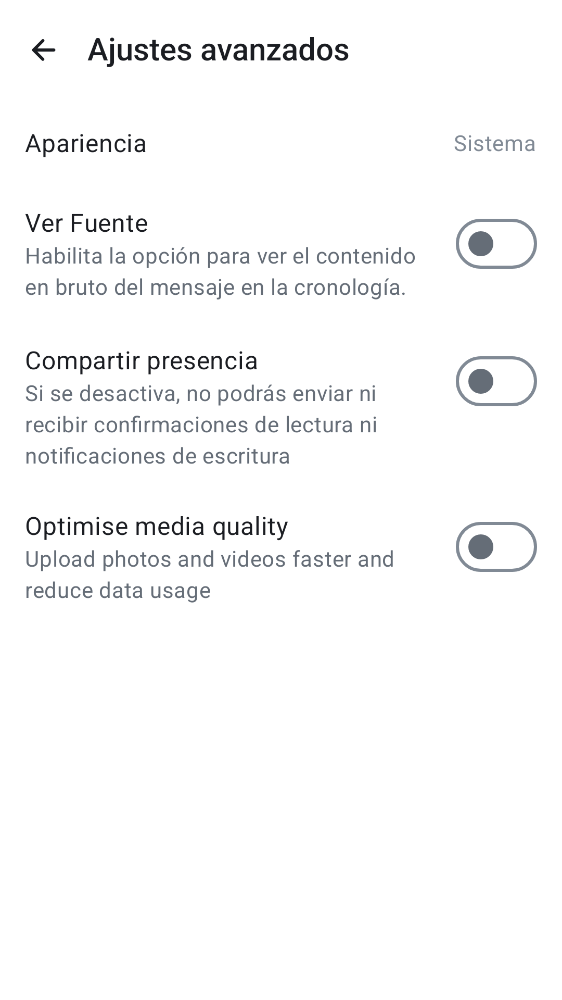 Ajustes avanzados
Apariencia
Sistema
Ver Fuente
Habilita la opción para ver el contenido
en bruto del mensaje en la cronología.
Compartir presencia
Si se desactiva, no podrás enviar ni
recibir confirmaciones de lectura ni
notificaciones de escritura
Optimise media quality
Upload photos and videos faster and
reduce data usage